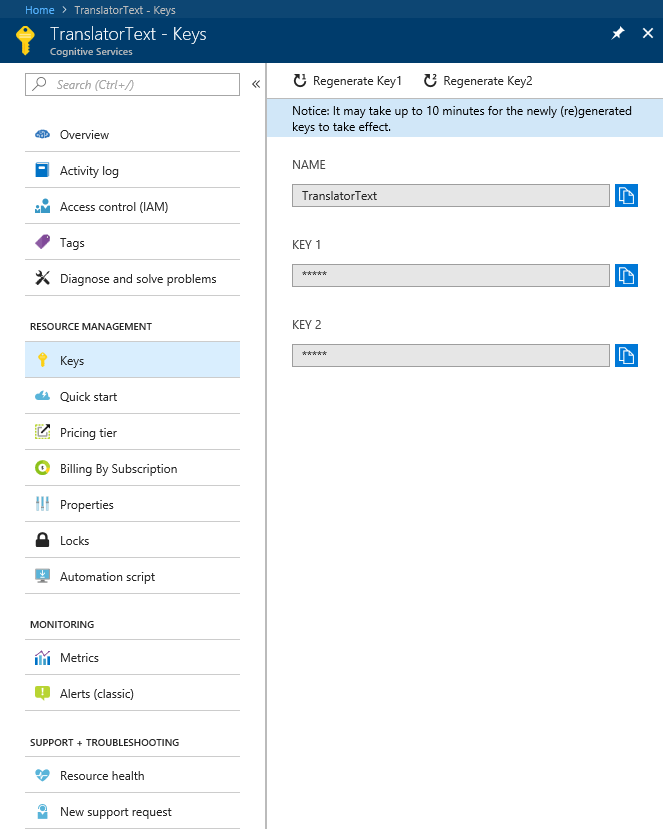 Home > TranslatorText - Keys
TranslatorText - Keys
Cognitive Services
Search (Ctrl+/)
«
Overview
Activity log
Access control (IAM)
Tags
Diagnose and solve problems
RESOURCE MANAGEMENT
Keys
Quick start
Pricing tier
Billing By Subscription
Properties
Locks
Automation script
MONITORING
Metrics
Alerts (classic)
SUPPORT + TROUBLESHOOTING
Resource health
New support request
Regenerate Key1 Regenerate Key2
Notice: It may take up to 10 minutes for the newly (re)generated
keys to take effect.
NAME
TranslatorText
KEY 1
*****
KEY 2
*****